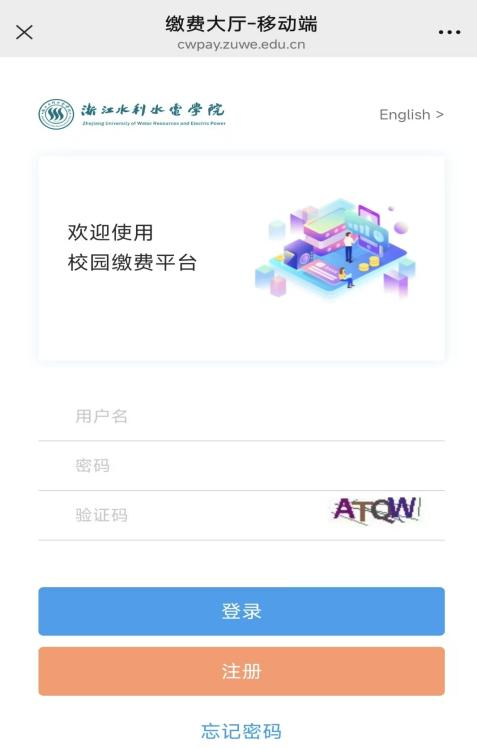 缴费大厅-移动端
cwpay.zuwe.edu.cn
浙江水利水電學院
Zhejiang University of Water Resources and Electric Power
English >
欢迎使用
校园缴费平台
用户名
密码
验证码
ATQW
登录
注册
忘记密码